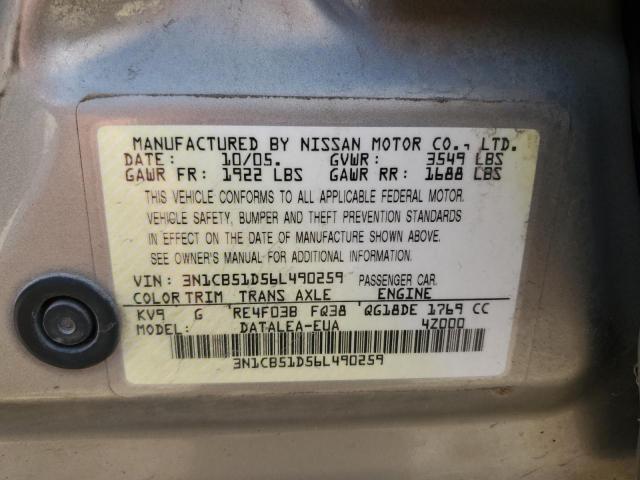 MANUFACTURED BY NISSAN MOTOR CO., LTD.
DATE: 10/05. GVWR: 3549 LBS
GAWR FR: 1922 LBS GAWR RR: 1688 LBS
THIS VEHICLE CONFORMS TO ALL APPLICABLE FEDERAL MOTOR.
VEHICLE SAFETY, BUMPER AND THEFT PREVENTION STANDARDS
IN EFFECT ON THE DATE OF MANUFACTURE SHOWN ABOVE.
SEE OWNER'S MANUAL FOR ADDITIONAL INFORMATION.
VIN: 3N1CB51D56L490259 PASSENGER CAR.
COLOR TRIM TRANS AXLE ENGINE
KV9 G RE4F03B FQ38 QG18DE 1769 CC
MODEL: DATALEA-EUA 4Z000
3N1CB51D56L490259